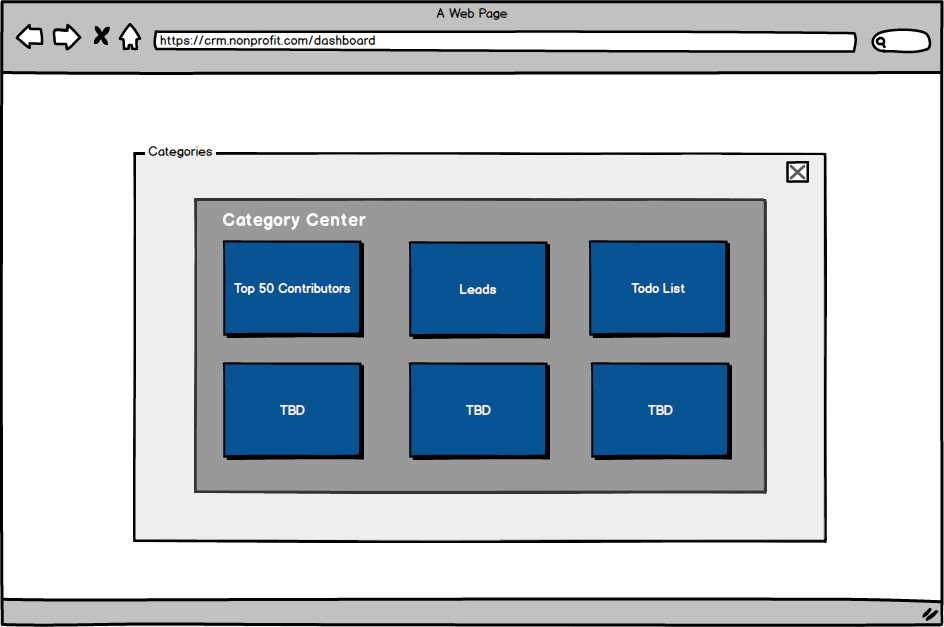 A Web Page
https://crm.nonprofit.com/dashboard
Categories
Category Center
Top 50 Contributors
Leads
Todo List
TBD
TBD
TBD